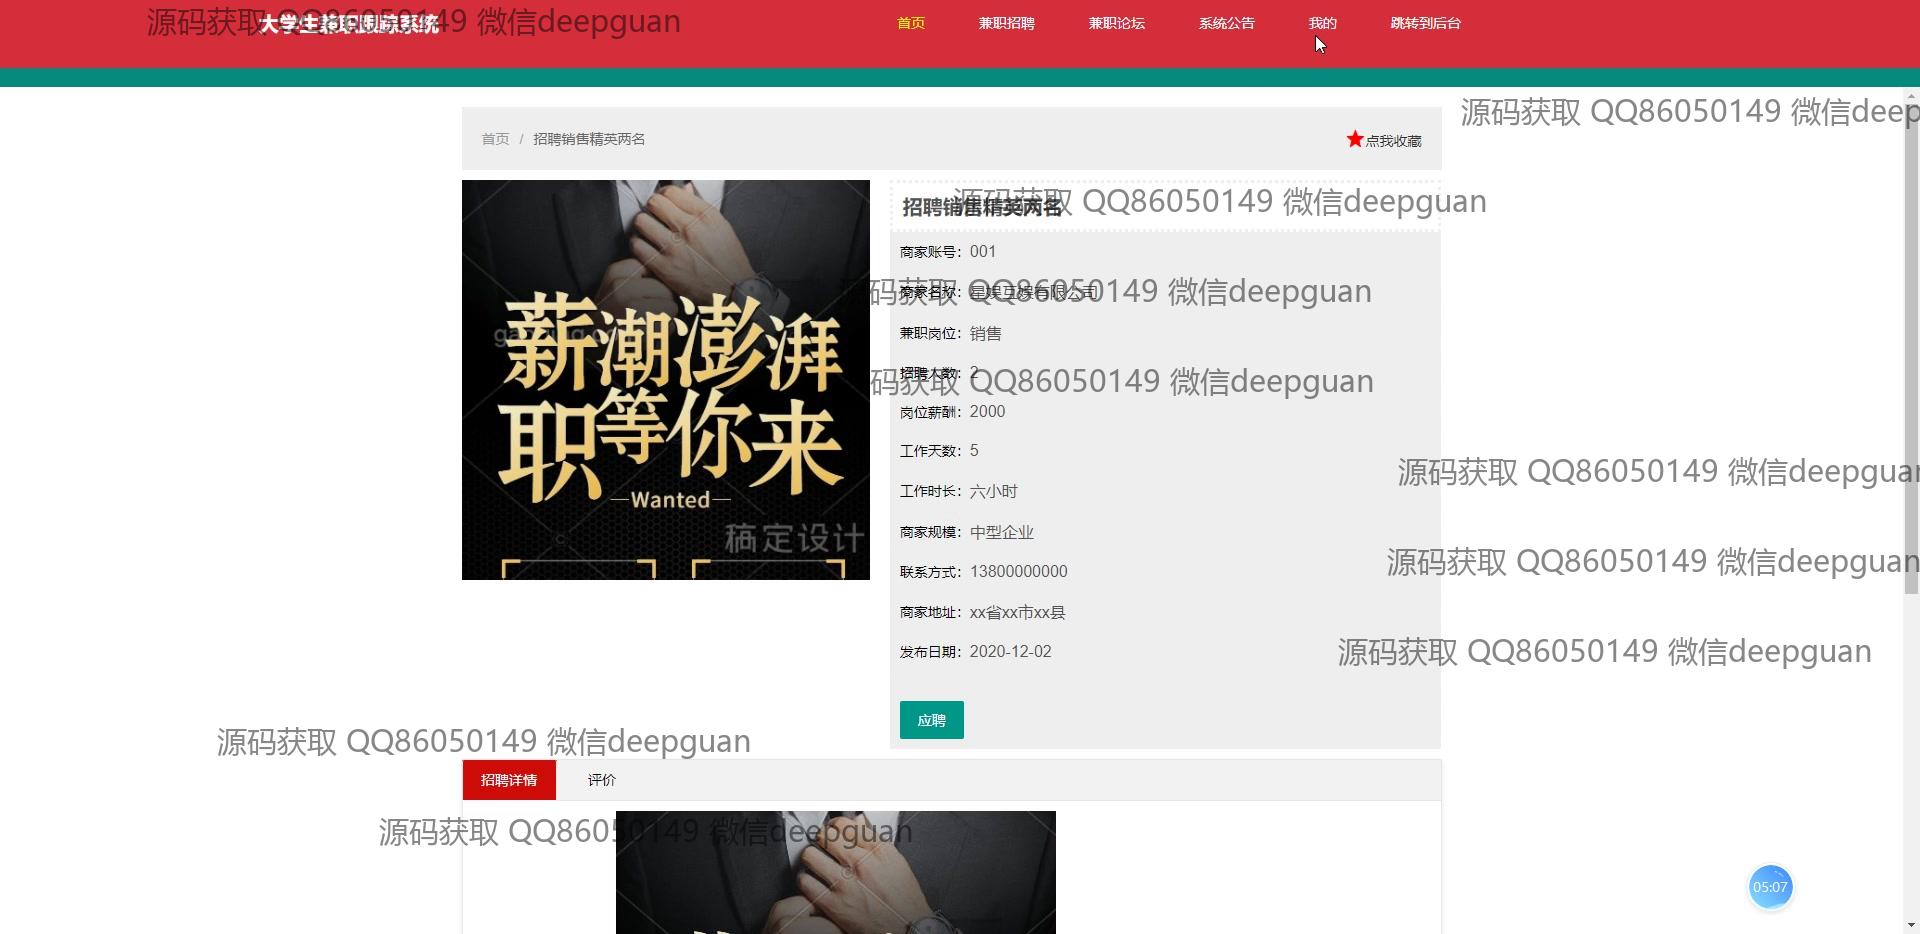 大学生兼职跟踪系统
首页 兼职招聘 兼职论坛 系统公告 我的 跳转到后台
源码获取 QQ86050149 微信deepguan
源码获取 QQ86050149 微信deep
首页 / 招聘销售精英两名
点我收藏
招聘销售精英两名
源码获取 QQ86050149 微信deepguan
商家账号: 001
商家名称: 星娱互娱有限公司
码获取 QQ86050149 微信deepguan
兼职岗位: 销售
招聘人数: 2
码获取 QQ86050149 微信deepguan
岗位薪酬: 2000
工作天数: 5
源码获取 QQ86050149 微信deepguan
工作时长: 六小时
商家规模: 中型企业
源码获取 QQ86050149 微信deepguan
联系方式: 13800000000
商家地址: xx省xx市xx县
发布日期: 2020-12-02
源码获取 QQ86050149 微信deepguan
应聘
薪潮澎湃
职等你来
—Wanted—
稿定设计
源码获取 QQ86050149 微信deepguan
招聘详情 评价
源码获取 QQ86050149 微信deepguan
05:07